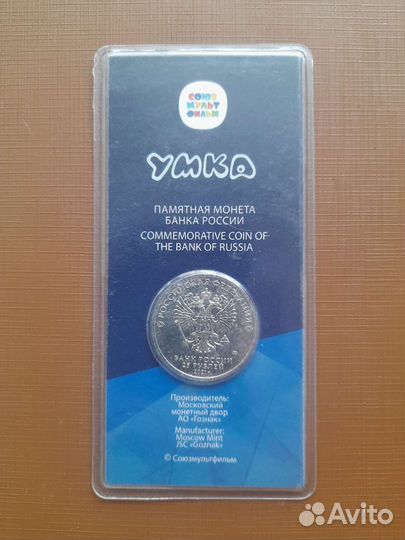 СОЮЗ
МУЛЬТ
ФИЛЬМ
УМКА
ПАМЯТНАЯ МОНЕТА
БАНКА РОССИИ
COMMEMORATIVE COIN OF
THE BANK OF RUSSIA
РОССИЙСКАЯ ФЕДЕРАЦИЯ
БАНК РОССИИ
25 РУБЛЕЙ
2021 г.
Производитель:
Московский
монетный двор
АО «Гознак»
Manufacturer:
Moscow Mint
JSC «Goznak»
© Союзмультфильм
Avito